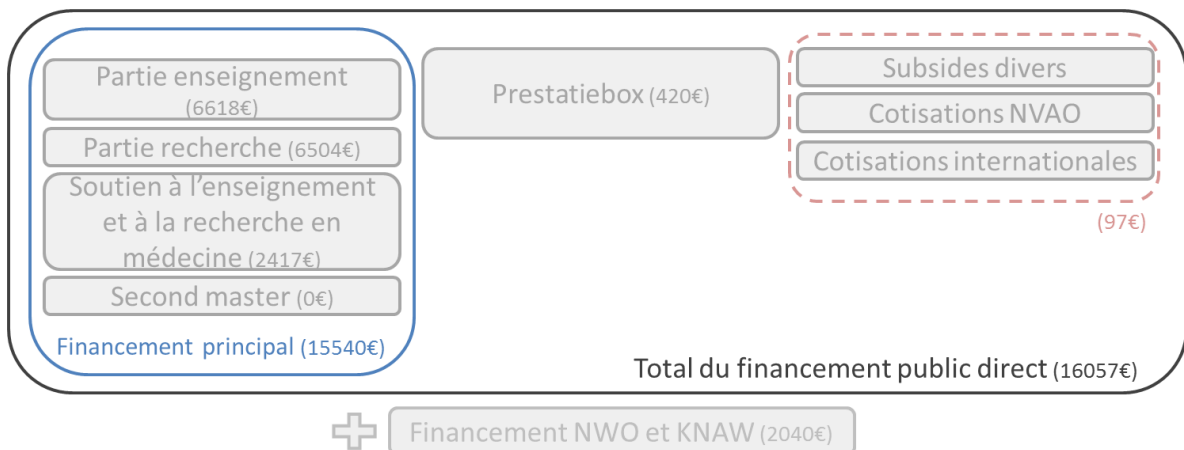 Partie enseignement
(6618€)
Partie recherche (6504€)
Soutien à l’enseignement
et à la recherche en
médecine (2417€)
Second master (0€)
Financement principal (15540€)
Prestatiebox (420€)
Subsides divers
Cotisations NVAO
Cotisations internationales
(97€)
Total du financement public direct (16057€)
Financement NWO et KNAW (2040€)